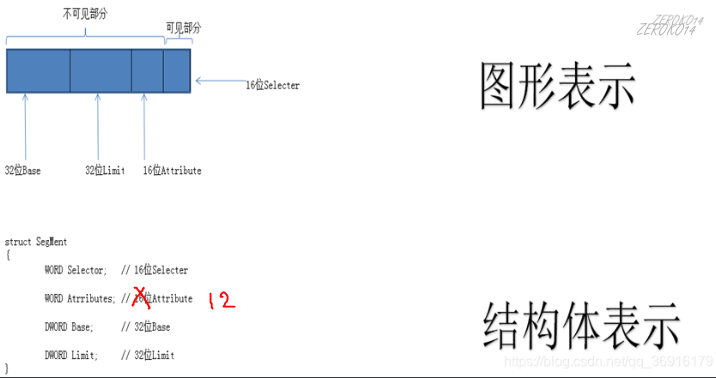 不可见部分
可见部分
ZEROKO14
ZEROKO14
16位Selecter
图形表示
32位Base
32位Limit
16位Attribute
struct SegMent
{
WORD Selector; // 16位Selecter
WORD Atrributes; // 16位Attribute 12
DWORD Base; // 32位Base
DWORD Limit; // 32位Limit
}
结构体表示
https://blog.csdn.net/qq_36916179